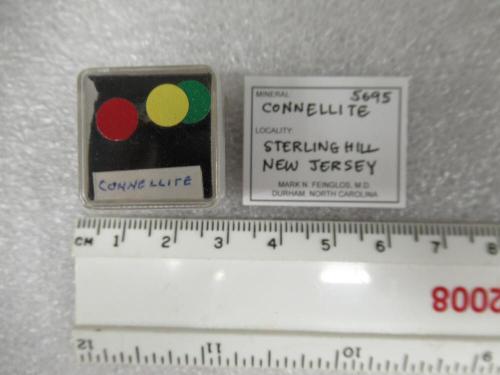 CONNELLITE
MINERAL: 5695
CONNELLITE
LOCALITY:
STERLING HILL
NEW JERSEY
MARK N. FEINGLOS, M.D.
DURHAM NORTH CAROLINA
CM 1 2 3 4 5 6 7 8
2008
12 11 10 9